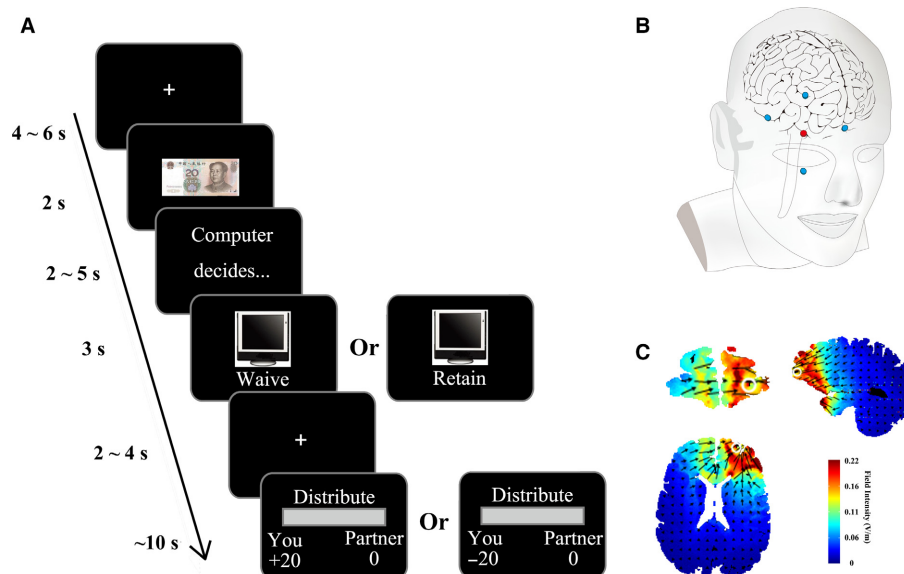 A
+
4 ~ 6 s
20
2 s
Computer
decides...
2 ~ 5 s
Waive
Or
Retain
3 s
+
2 ~ 4 s
Distribute
You Partner
+20 0
Or
Distribute
You Partner
−20 0
~10 s
B
C
0.22
0.16
0.11
0.06
0
Field Intensity (V/m)